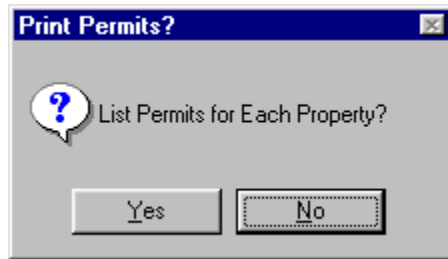 Print Permits?
? List Permits for Each Property?
Yes No